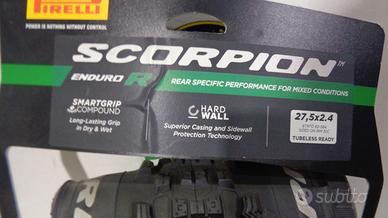 PIRELLI
POWER IS NOTHING WITHOUT CONTROL
SCORPION™
ENDURO R
REAR SPECIFIC PERFORMANCE FOR MIXED CONDITIONS
SMARTGRIP
COMPOUND
Long-Lasting Grip
in Dry & Wet
HARD
WALL
Superior Casing and Sidewall
Protection Technology
27,5x2.4
TUBELESS READY
subito